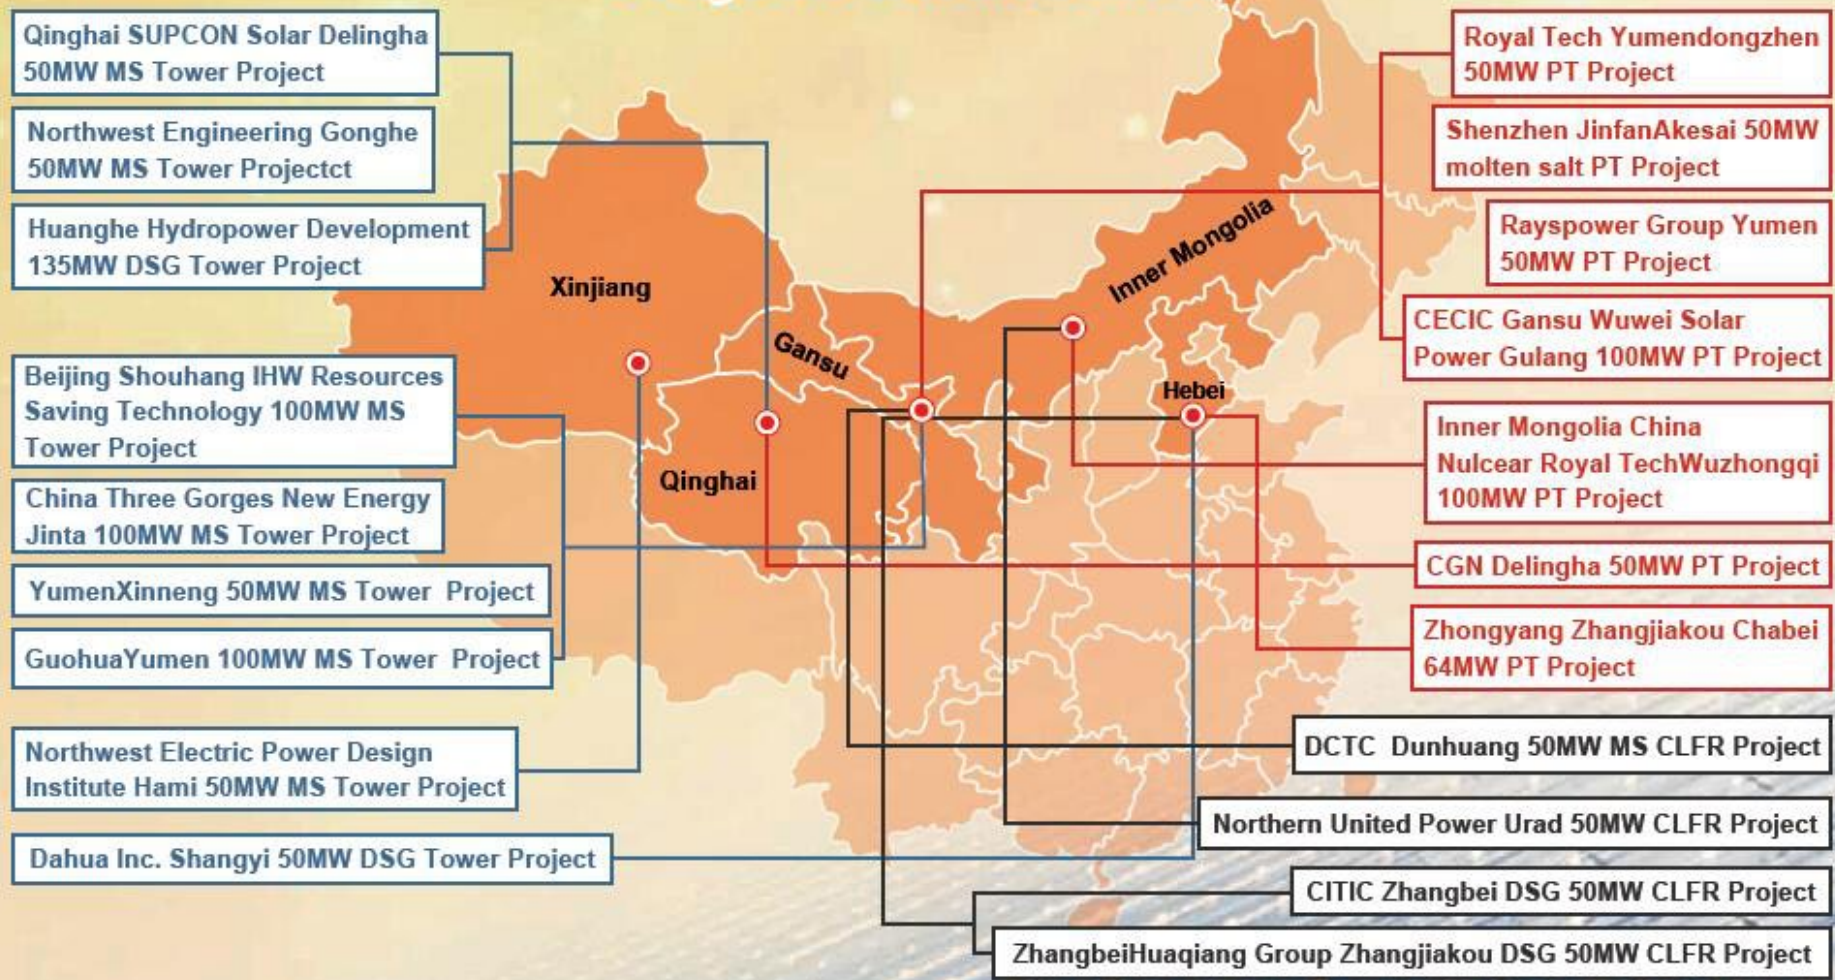 Qinghai SUPCON Solar Delingha
50MW MS Tower Project
Northwest Engineering Gonghe
50MW MS Tower Projectct
Huanghe Hydropower Development
135MW DSG Tower Project
Beijing Shouhang IHW Resources
Saving Technology 100MW MS
Tower Project
China Three Gorges New Energy
Jinta 100MW MS Tower Project
YumenXinneng 50MW MS Tower Project
GuohuaYumen 100MW MS Tower Project
Northwest Electric Power Design
Institute Hami 50MW MS Tower Project
Dahua Inc. Shangyi 50MW DSG Tower Project
Xinjiang
Gansu
Qinghai
Inner Mongolia
Hebei
Royal Tech Yumendongzhen
50MW PT Project
Shenzhen JinfanAkesai 50MW
molten salt PT Project
Rayspower Group Yumen
50MW PT Project
CECIC Gansu Wuwei Solar
Power Gulang 100MW PT Project
Inner Mongolia China
Nulcear Royal TechWuzhongqi
100MW PT Project
CGN Delingha 50MW PT Project
Zhongyang Zhangjiakou Chabei
64MW PT Project
DCTC Dunhuang 50MW MS CLFR Project
Northern United Power Urad 50MW CLFR Project
CITIC Zhangbei DSG 50MW CLFR Project
ZhangbeiHuaqiang Group Zhangjiakou DSG 50MW CLFR Project